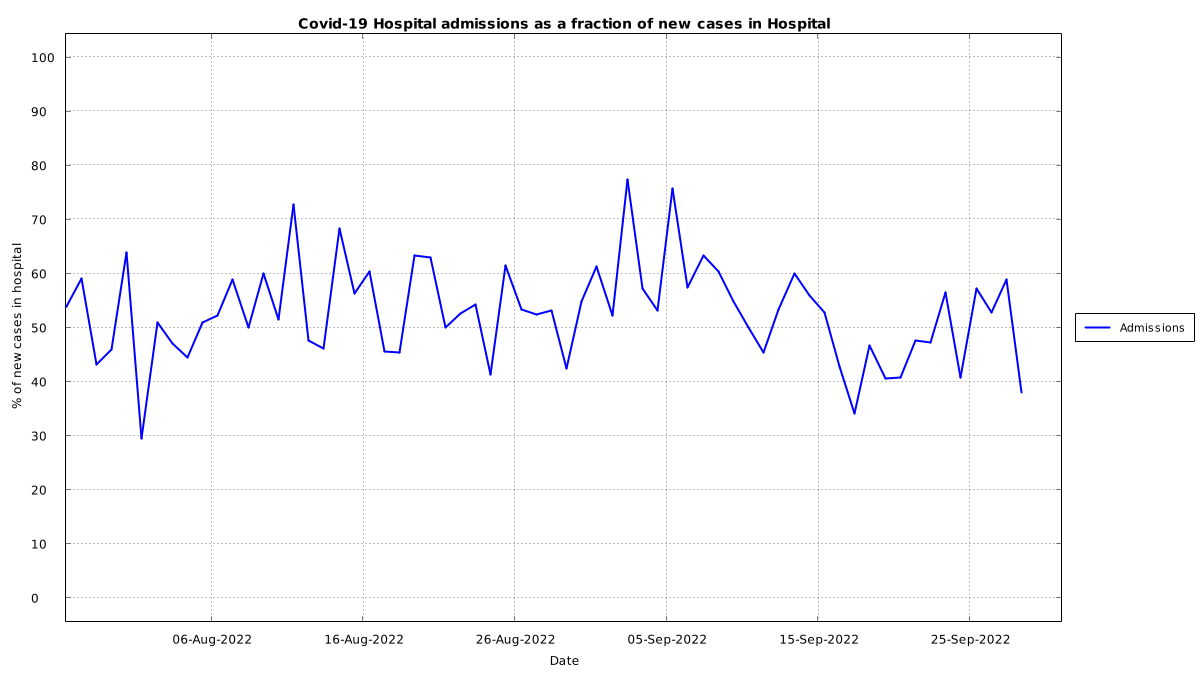 Covid-19 Hospital admissions as a fraction of new cases in Hospital
100
90
80
70
60
50
40
30
20
10
0
% of new cases in hospital
06-Aug-2022
16-Aug-2022
26-Aug-2022
05-Sep-2022
15-Sep-2022
25-Sep-2022
Date
Admissions